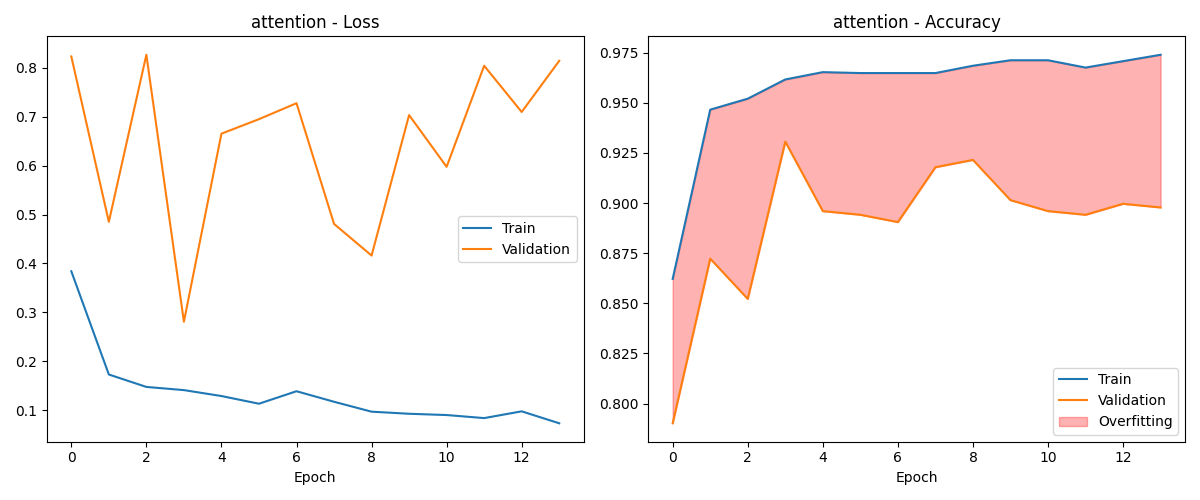 attention - Loss
0.8
0.7
0.6
0.5
0.4
0.3
0.2
0.1
Train
Validation
0 2 4 6 8 10 12
Epoch
attention - Accuracy
0.975
0.950
0.925
0.900
0.875
0.850
0.825
0.800
Train
Validation
Overfitting
0 2 4 6 8 10 12
Epoch